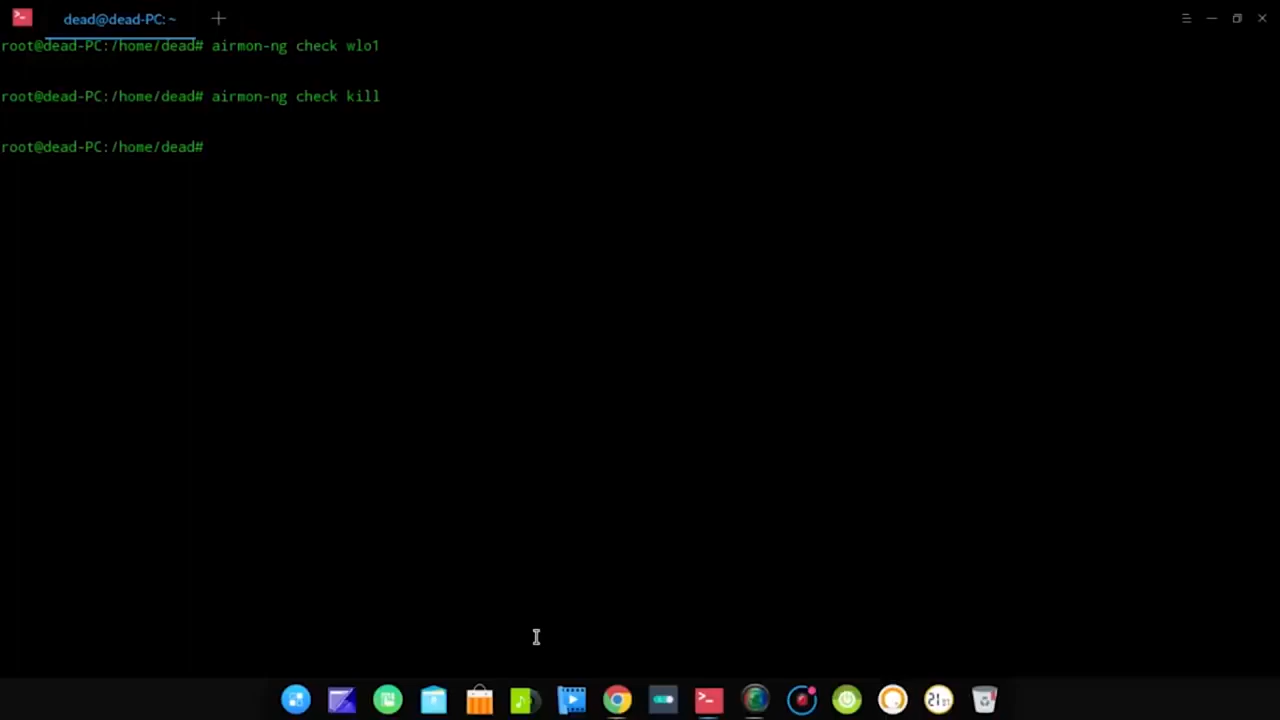 dead@dead-PC: ~
root@dead-PC:/home/dead# airmon-ng check wlo1
root@dead-PC:/home/dead# airmon-ng check kill
root@dead-PC:/home/dead#
21